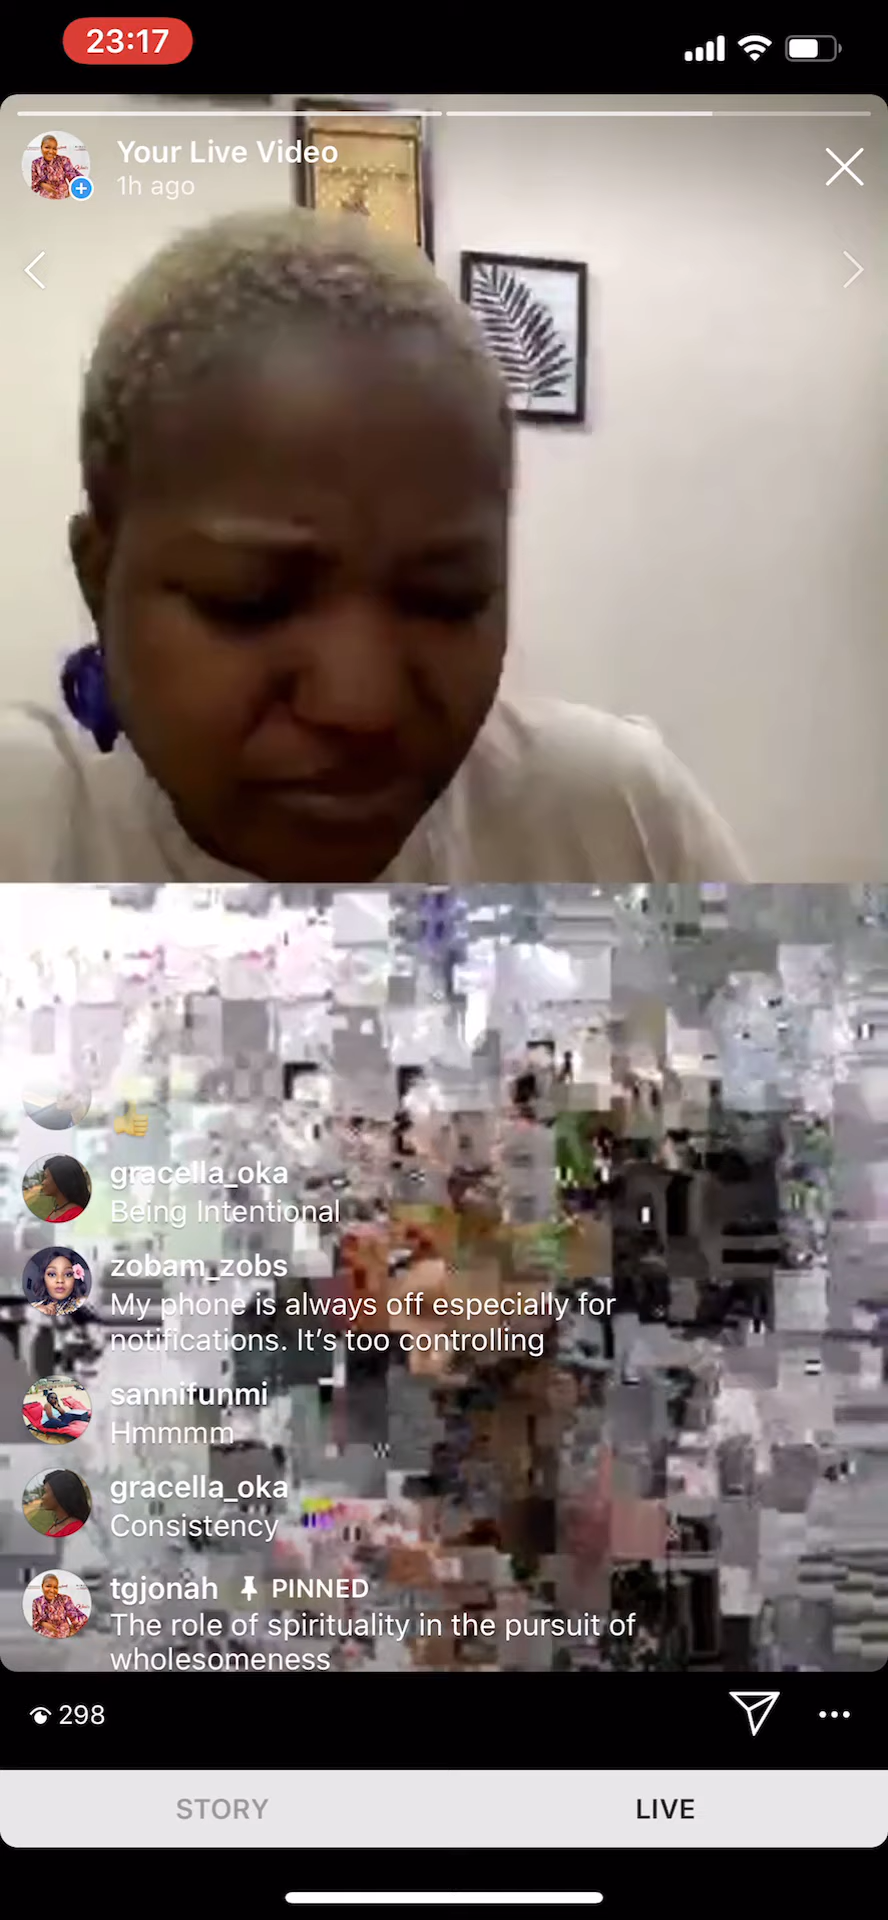 23:17
Your Live Video
1h ago
👍
gracella_oka
Being Intentional
zobam_zobs
My phone is always off especially for
notifications. It’s too controlling
sannifunmi
Hmmmm
gracella_oka
Consistency
tgjonah PINNED
The role of spirituality in the pursuit of
wholesomeness
298
STORY LIVE